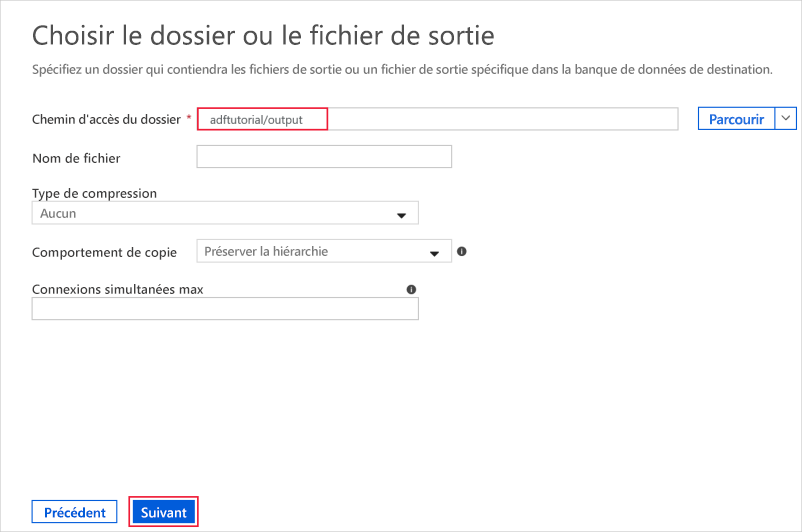 Choisir le dossier ou le fichier de sortie
Spécifiez un dossier qui contiendra les fichiers de sortie ou un fichier de sortie spécifique dans la banque de données de destination.
Chemin d'accès du dossier * adftutorial/output Parcourir
Nom de fichier
Type de compression
Aucun
Comportement de copie Préserver la hiérarchie
Connexions simultanées max
Précédent Suivant